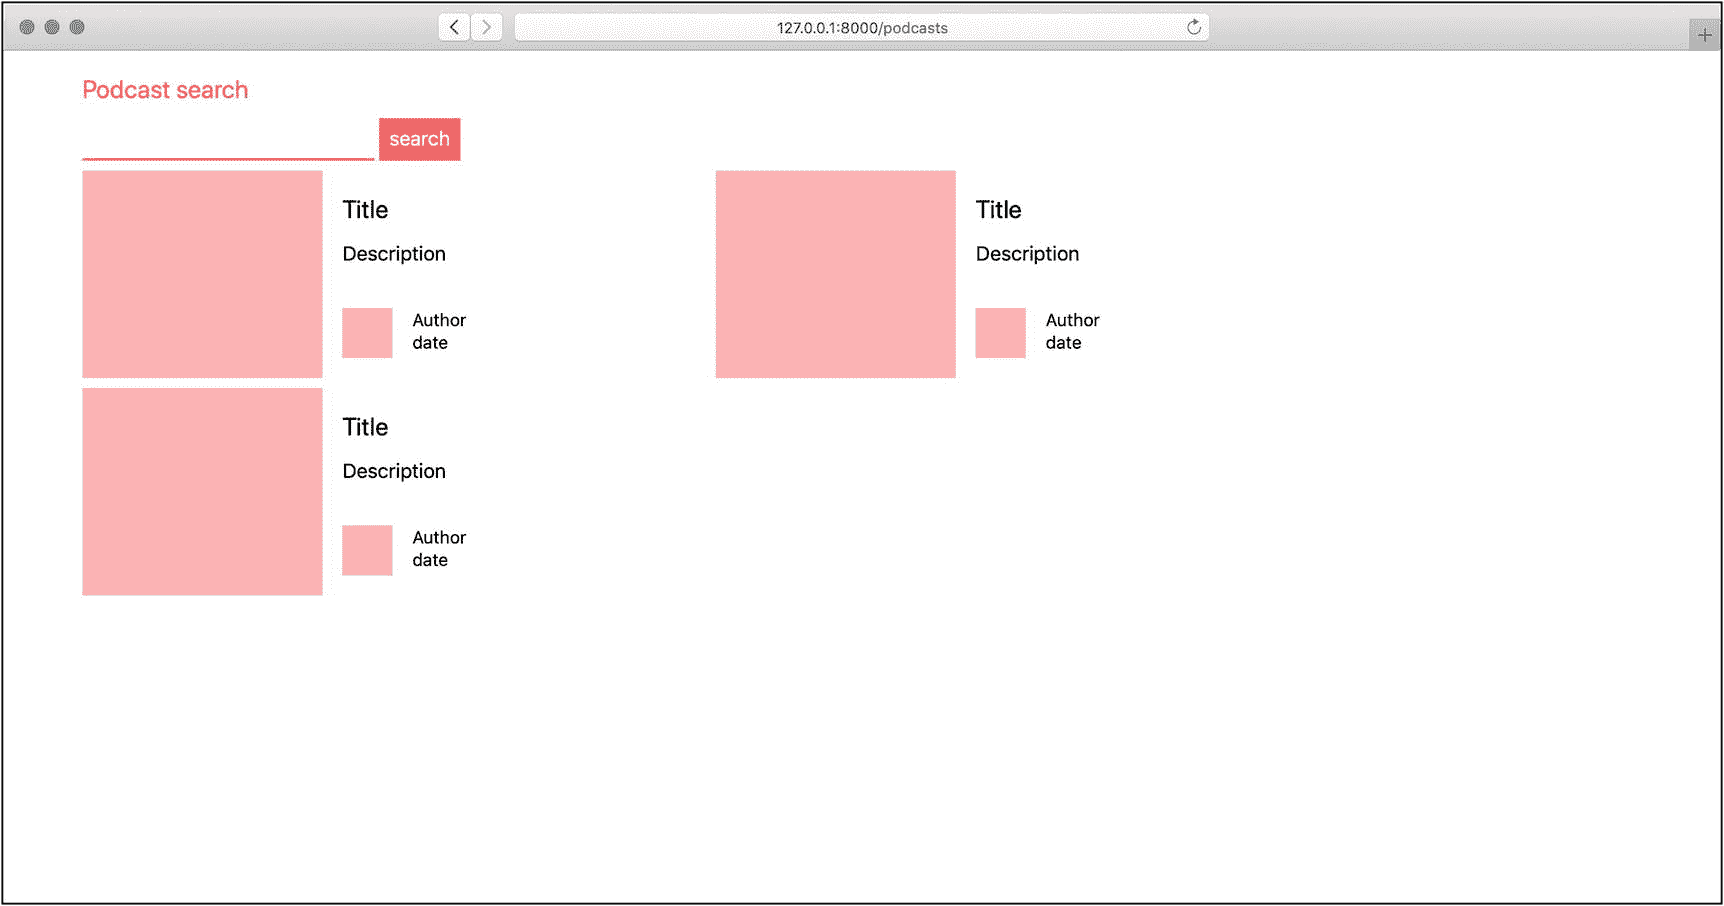 127.0.0.1:8000/podcasts
Podcast search
search
Title
Description
Author
date
Title
Description
Author
date
Title
Description
Author
date